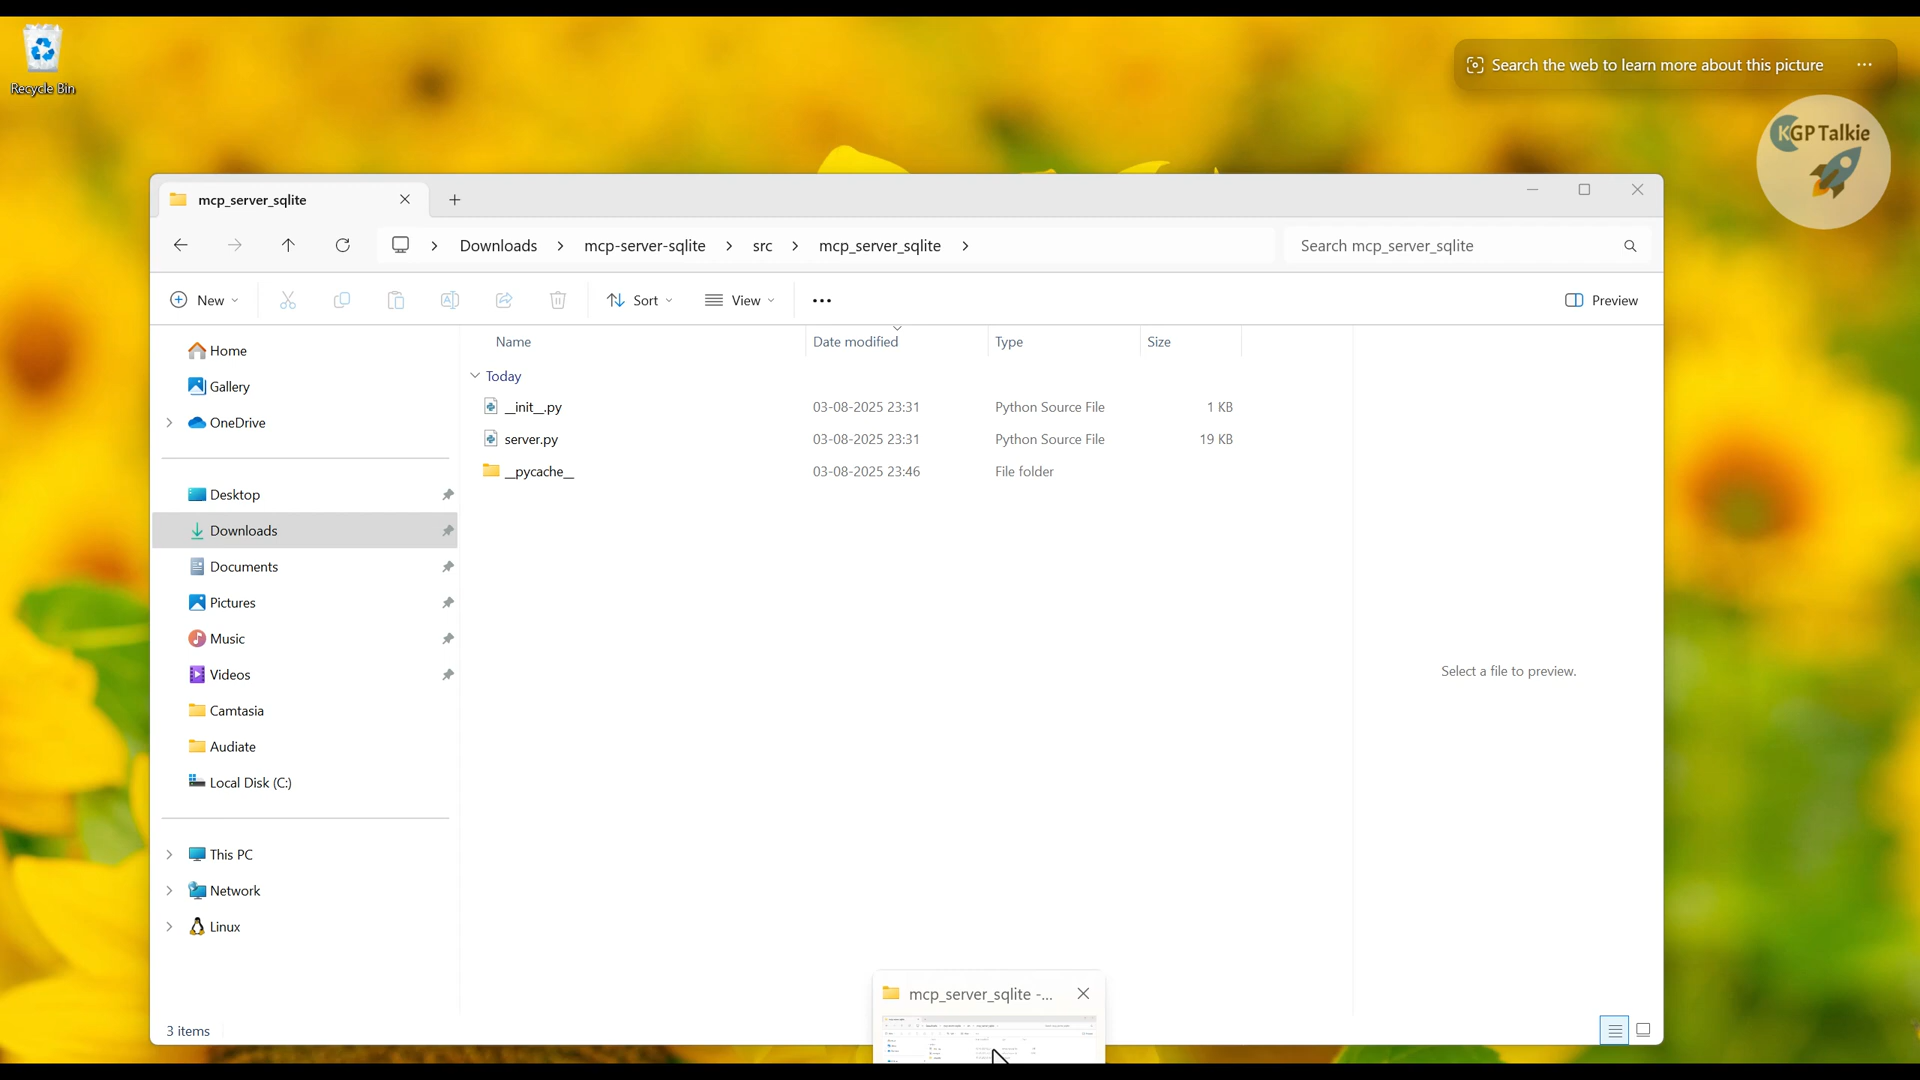 Recycle Bin
Search the web to learn more about this picture
KGP Talkie
mcp_server_sqlite
Downloads > mcp-server-sqlite > src > mcp_server_sqlite >
Search mcp_server_sqlite
New
Sort
View
Preview
Name Date modified Type Size
Today
__init__.py 03-08-2025 23:31 Python Source File 1 KB
server.py 03-08-2025 23:31 Python Source File 19 KB
__pycache__ 03-08-2025 23:46 File folder
Home
Gallery
OneDrive
Desktop
Downloads
Documents
Pictures
Music
Videos
Camtasia
Audiate
Local Disk (C:)
This PC
Network
Linux
Select a file to preview.
mcp_server_sqlite -...
3 items